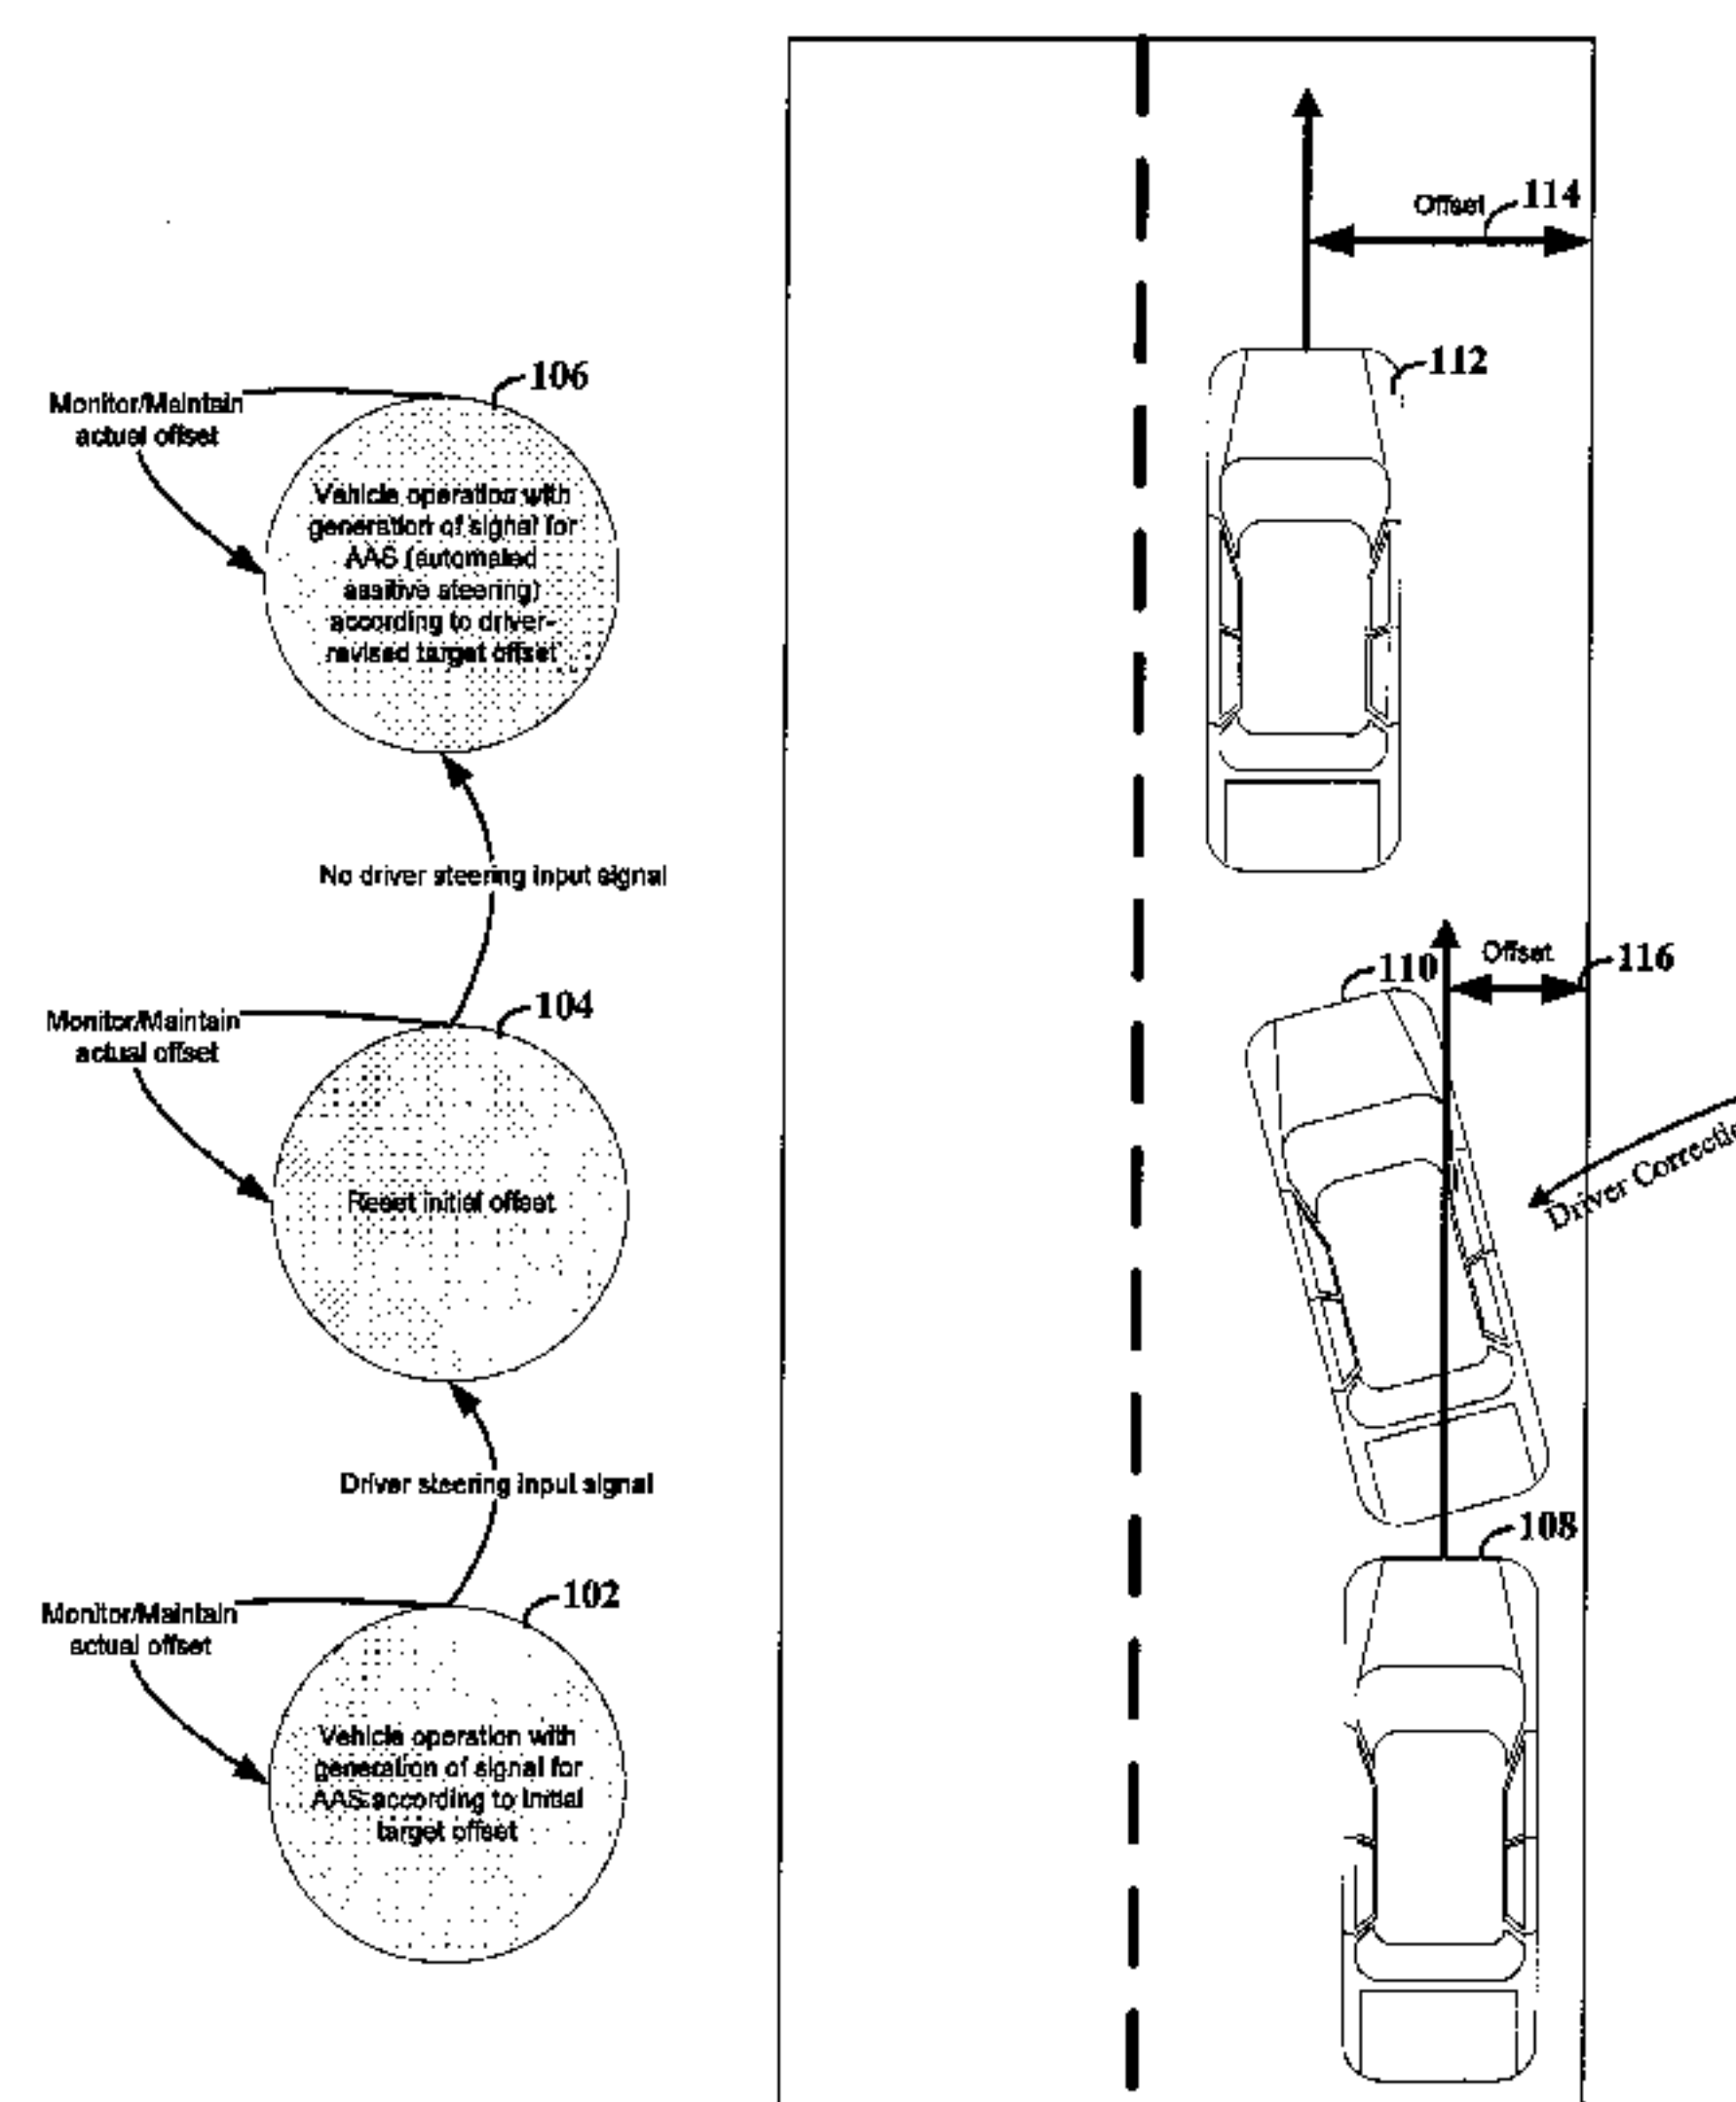 Offset
114
112
106
Monitor/Maintain
actual offset
Vehicle operation with
generation of signal for
AAS (automated
assitive steering)
according to driver-
revised target offset
No driver steering input signal
110
Offset
116
104
Monitor/Maintain
actual offset
Driver Correctio
Reset initial offset
Driver steering input signal
108
102
Monitor/Maintain
actual offset
Vehicle operation with
generation of signal for
AAS according to initial
target offset